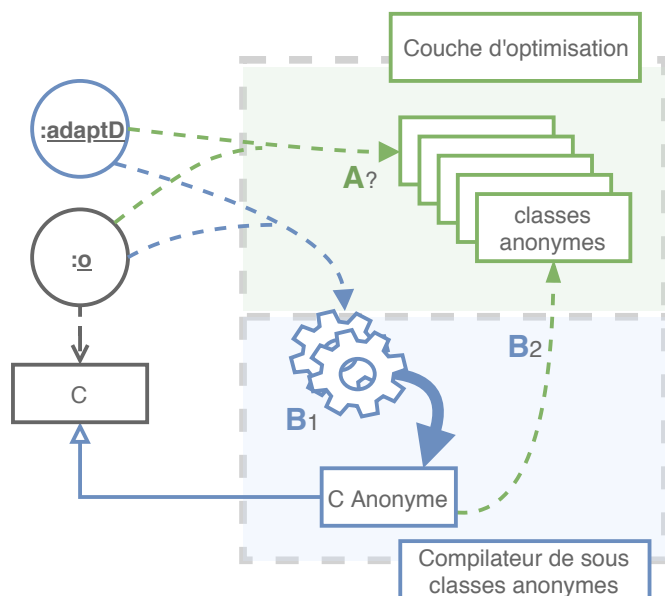 Couche d'optimisation
:adaptD
A?
classes
anonymes
:o
B2
C
B1
C Anonyme
Compilateur de sous
classes anonymes